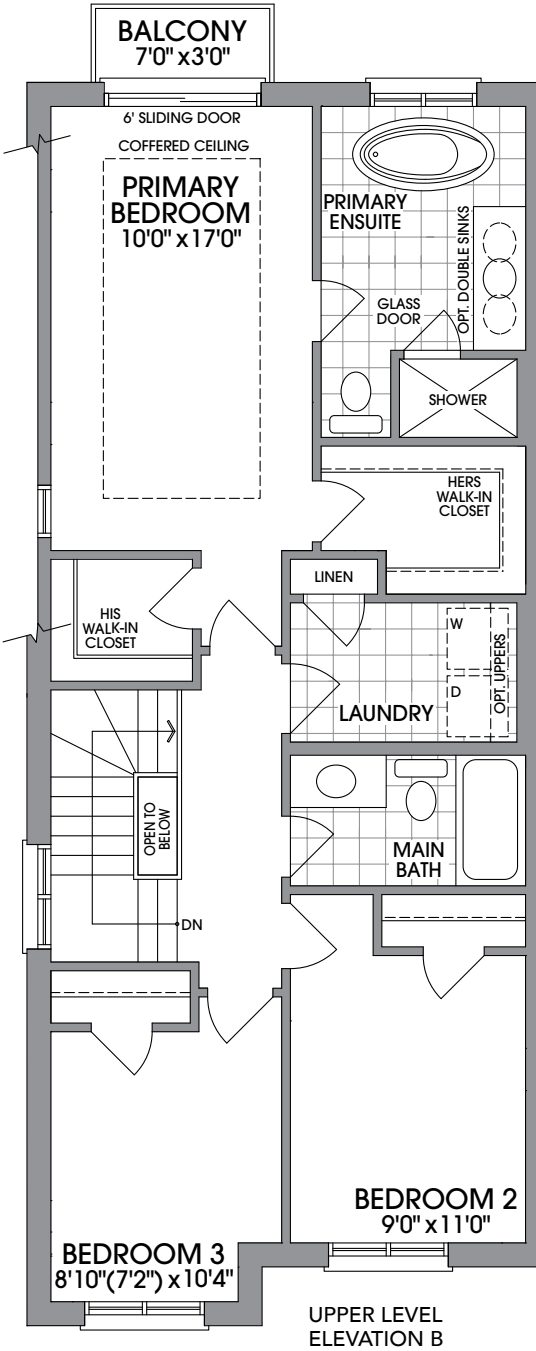 BALCONY
7'0" x 3'0"
6' SLIDING DOOR
COFFERED CEILING
PRIMARY
BEDROOM
10'0" x 17'0"
PRIMARY
ENSUITE
OPT. DOUBLE SINKS
GLASS
DOOR
SHOWER
HERS
WALK-IN
CLOSET
LINEN
HIS
WALK-IN
CLOSET
W
D
OPT. UPPERS
LAUNDRY
OPEN TO
BELOW
MAIN
BATH
DN
BEDROOM 2
9'0" x 11'0"
BEDROOM 3
8'10"(7'2") x 10'4"
UPPER LEVEL
ELEVATION B